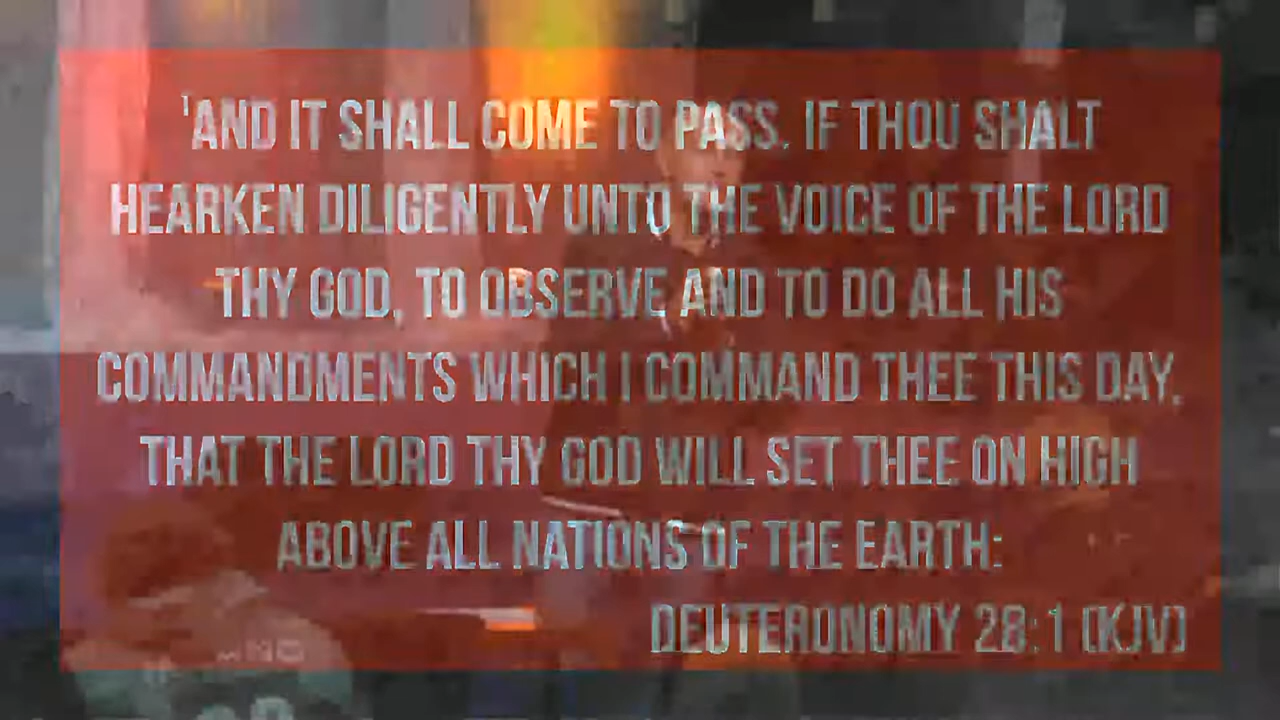 ¹AND IT SHALL COME TO PASS, IF THOU SHALT
HEARKEN DILIGENTLY UNTO THE VOICE OF THE LORD
THY GOD, TO OBSERVE AND TO DO ALL HIS
COMMANDMENTS WHICH I COMMAND THEE THIS DAY,
THAT THE LORD THY GOD WILL SET THEE ON HIGH
ABOVE ALL NATIONS OF THE EARTH:
DEUTERONOMY 28:1 (KJV)